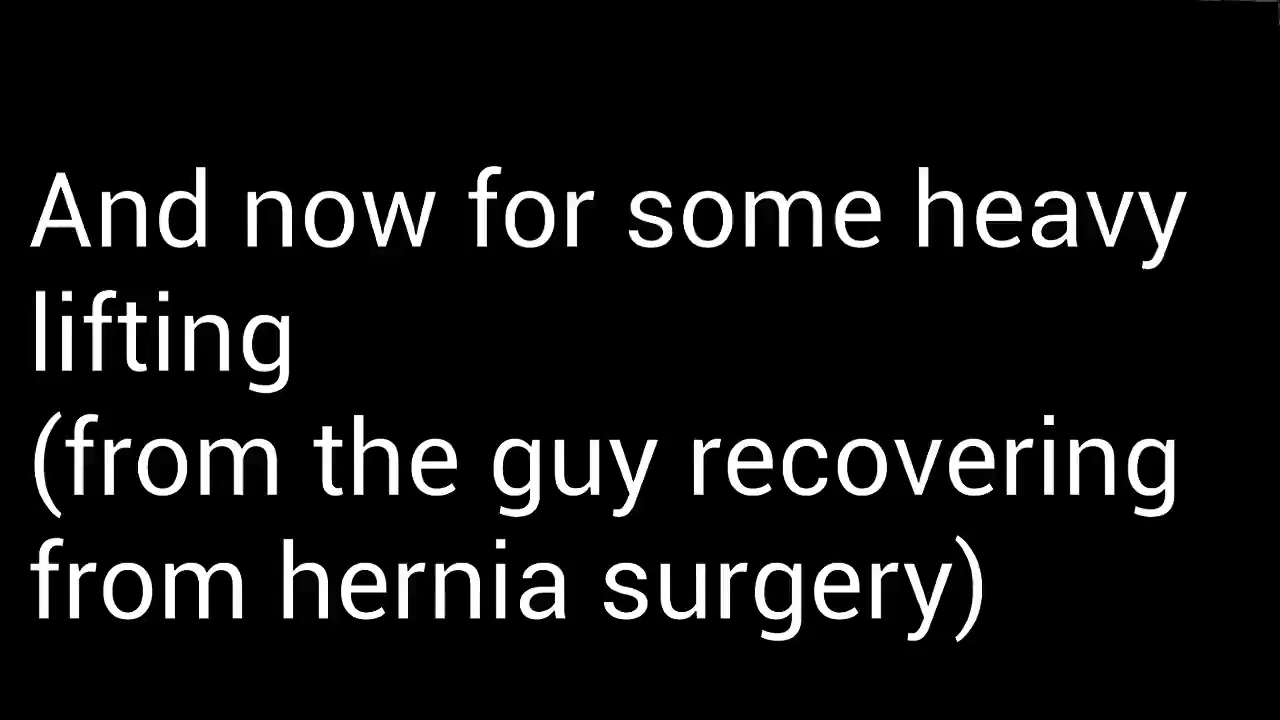 And now for some heavy
lifting
(from the guy recovering
from hernia surgery)